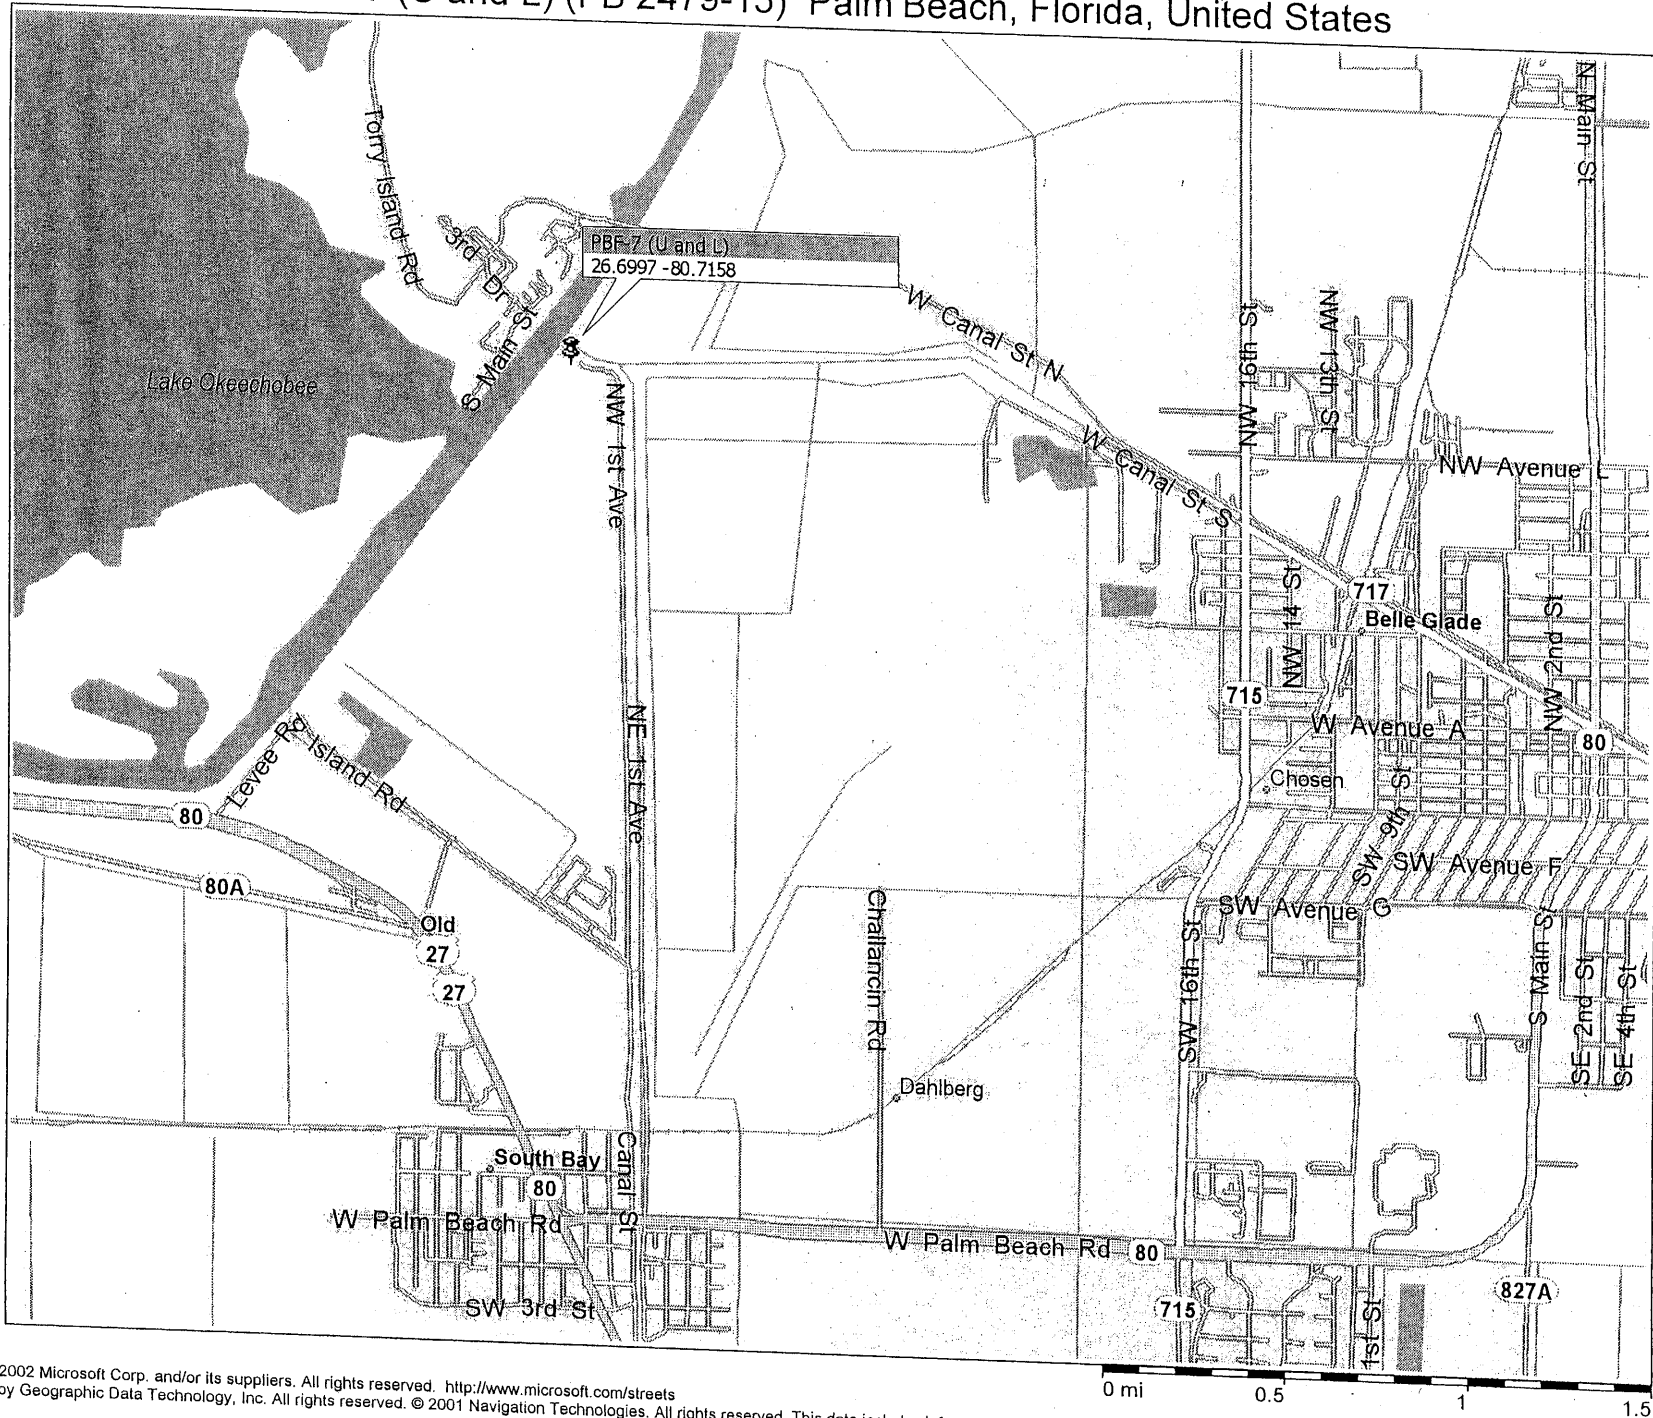 (U and L) (PB 2479-15) Palm Beach, Florida, United States
Torry Island Rd
N Main St
3rd Dr
PBF-7 (U and L)
26.6997 -80.7158
S Main St
Lake Okeechobee
W Canal St N
NW 16th St
NW 13th St
NW 1st Ave
W Canal St S
NW Avenue L
717
Belle Glade
NW 14 St
NW 2nd St
715
W Avenue A
80
NE 1st Ave
Levee Rd
Island Rd
Chosen
80
SW 9th St
SW Avenue F
80A
Old
27
27
Challancin Rd
SW Avenue G
SW 16th St
S Main St
SE 2nd St
SE 4th St
Dahlberg
South Bay
80
Canal St
W Palm Beach Rd
W Palm Beach Rd
80
SW 3rd St
715
1st St
827A
2002 Microsoft Corp. and/or its suppliers. All rights reserved. http://www.microsoft.com/streets
by Geographic Data Technology, Inc. All rights reserved. © 2001 Navigation Technologies. All rights reserved. This data
0 mi 0.5 1 1.5